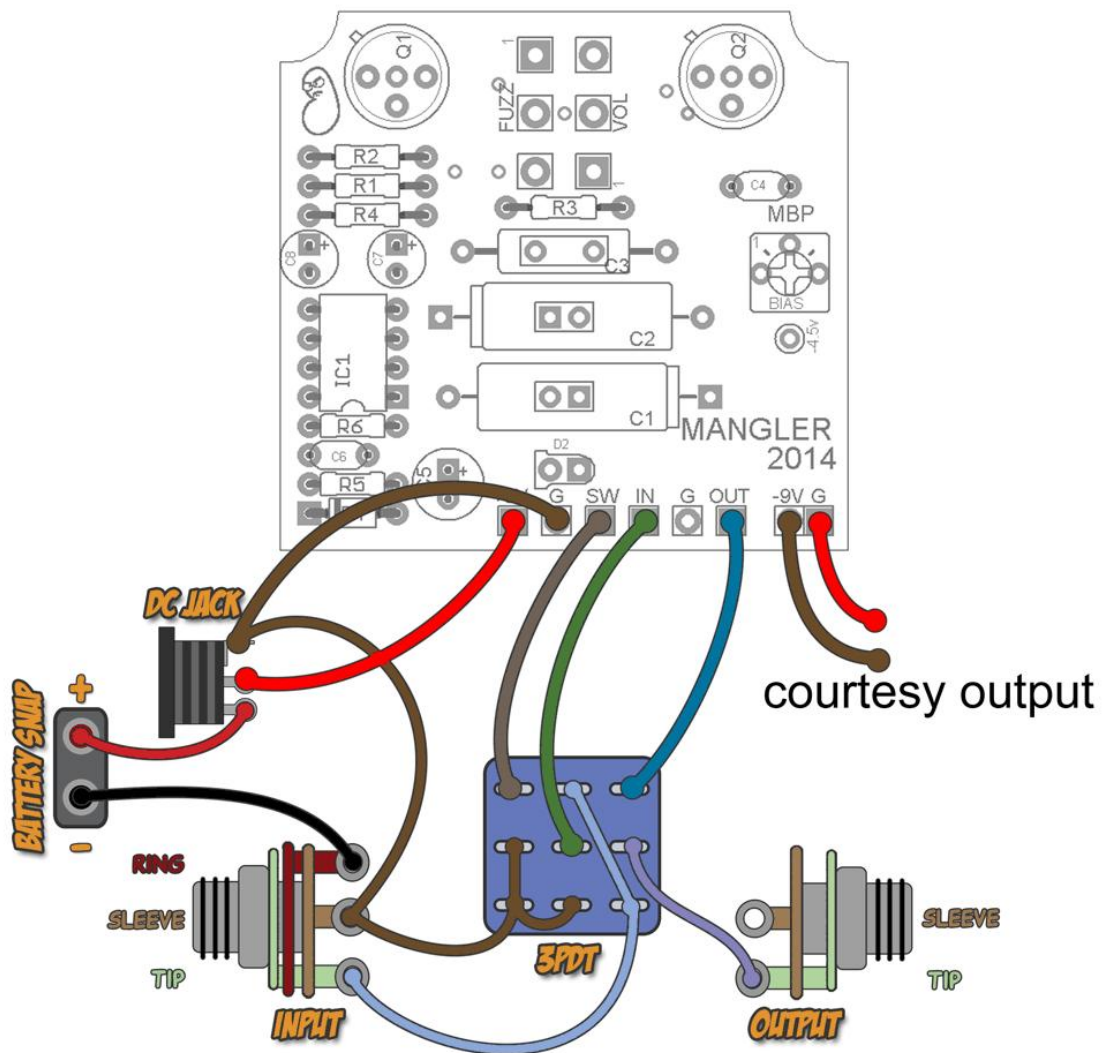 Q1
1
Q2
FUZZ
VOL
R2
R1
R4
1
C4
R3
MBP
C8
+
C7
+
C3
1
BIAS
C2
-4.5v
IC1
C1
R6
MANGLER
2014
C6
D2
+
R5
G SW IN G OUT -9V G
DC JACK
courtesy output
BATTERY SNAP
+
-
RING
SLEEVE
SLEEVE
3PDT
TIP
TIP
INPUT
OUTPUT